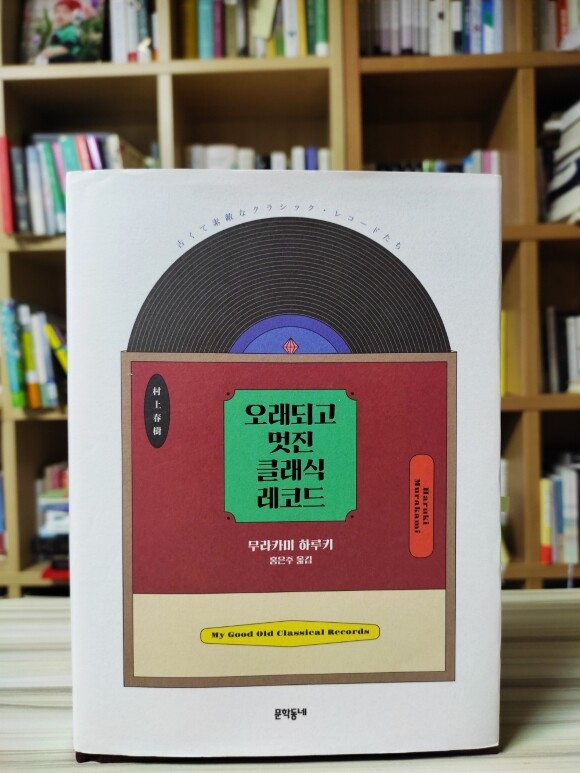 古くて素敵なクラシック・レコードたち
村上春樹
오래되고
멋진
클래식
레코드
Haruki
Murakami
무라카미 하루키
홍은주 옮김
My Good Old Classical Records
문학동네